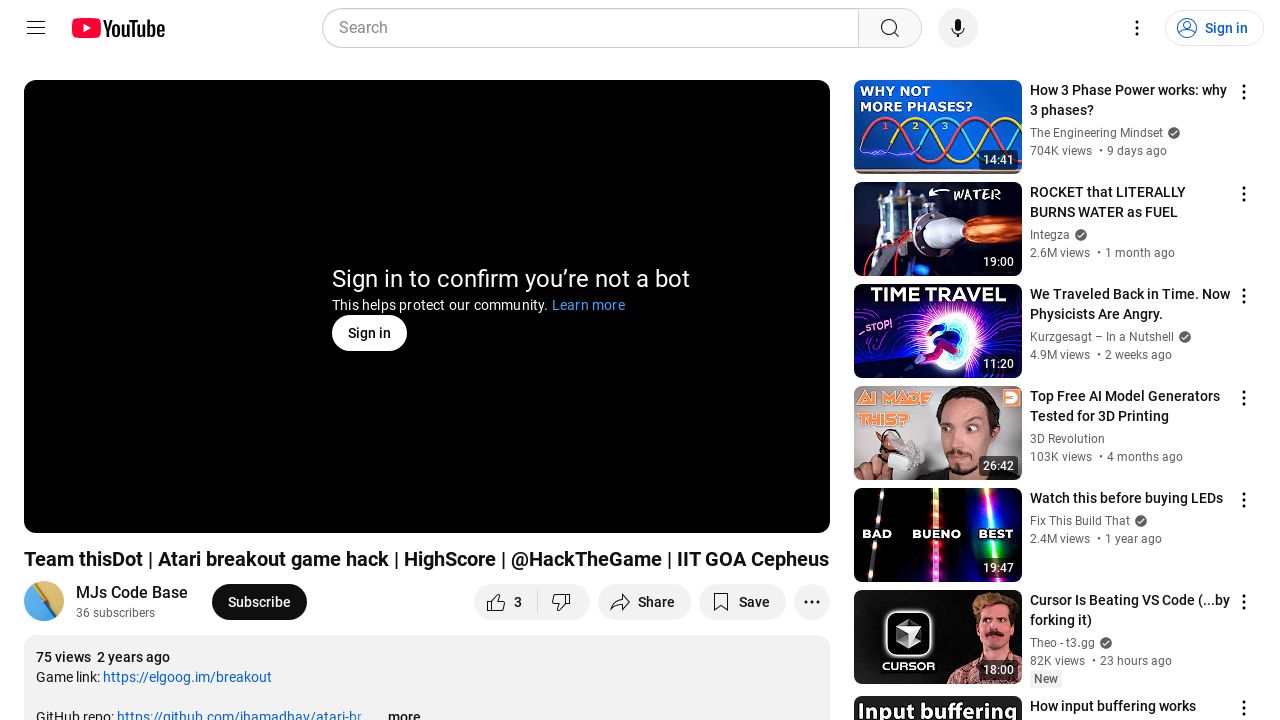 YouTube
Search
Sign in
Sign in to confirm you’re not a bot
This helps protect our community. Learn more
Sign in
Team thisDot | Atari breakout game hack | HighScore | @HackTheGame | IIT GOA Cepheus
MJs Code Base
36 subscribers
Subscribe
3
Share
Save
75 views 2 years ago
Game link: https://elgoog.im/breakout
GitHub repo: https://github.com/jhamadhav/atari-br
...more
WHY NOT
MORE PHASES?
1 2 3
14:41
How 3 Phase Power works: why
3 phases?
The Engineering Mindset
704K views • 9 days ago
WATER
19:00
ROCKET that LITERALLY
BURNS WATER as FUEL
Integza
2.6M views • 1 month ago
TIME TRAVEL
STOP!
11:20
We Traveled Back in Time. Now
Physicists Are Angry.
Kurzgesagt – In a Nutshell
4.9M views • 2 weeks ago
AI MADE
THIS?
26:42
Top Free AI Model Generators
Tested for 3D Printing
3D Revolution
103K views • 4 months ago
BAD BUENO BEST
19:47
Watch this before buying LEDs
Fix This Build That
2.4M views • 1 year ago
CURSOR
18:00
Cursor Is Beating VS Code (...by
forking it)
Theo - t3.gg
82K views • 23 hours ago
New
Input buffering
How input buffering works